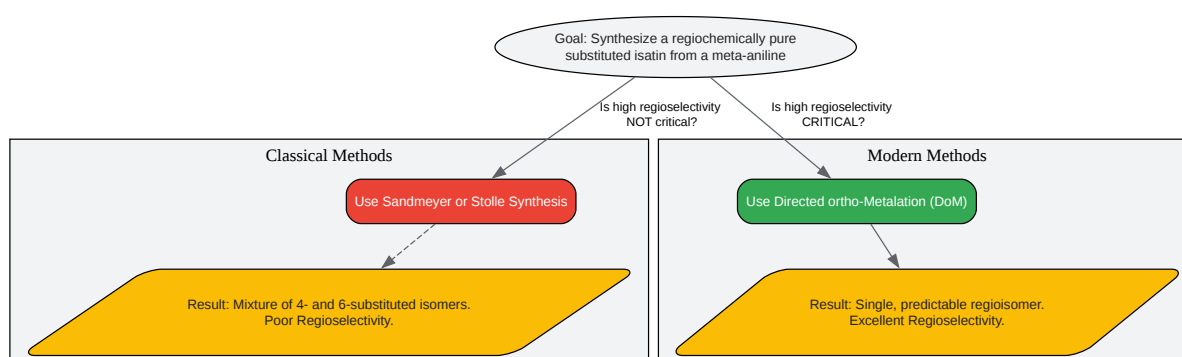 Goal: Synthesize a regiochemically pure
substituted isatin from a meta-aniline
Is high regioselectivity
NOT critical?
Is high regioselectivity
CRITICAL?
Classical Methods
Modern Methods
Use Sandmeyer or Stolle Synthesis
Use Directed ortho-Metalation (DoM)
Result: Mixture of 4- and 6-substituted isomers.
Poor Regioselectivity.
Result: Single, predictable regioisomer.
Excellent Regioselectivity.